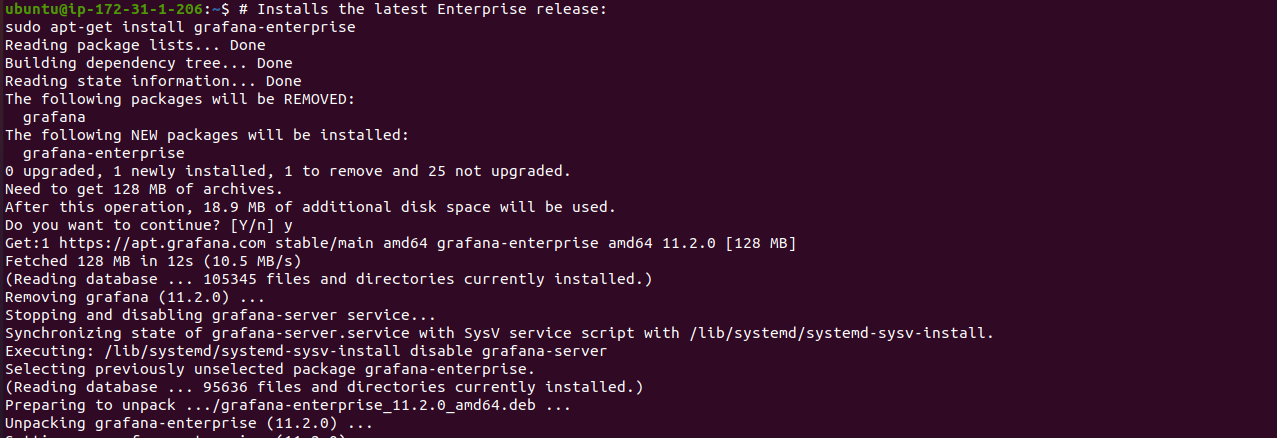 ubuntu@ip-172-31-1-206:~$ # Installs the latest Enterprise release:
sudo apt-get install grafana-enterprise
Reading package lists... Done
Building dependency tree... Done
Reading state information... Done
The following packages will be REMOVED:
  grafana
The following NEW packages will be installed:
  grafana-enterprise
0 upgraded, 1 newly installed, 1 to remove and 25 not upgraded.
Need to get 128 MB of archives.
After this operation, 18.9 MB of additional disk space will be used.
Do you want to continue? [Y/n] y
Get:1 https://apt.grafana.com stable/main amd64 grafana-enterprise amd64 11.2.0 [128 MB]
Fetched 128 MB in 12s (10.5 MB/s)
(Reading database ... 105345 files and directories currently installed.)
Removing grafana (11.2.0) ...
Stopping and disabling grafana-server service...
Synchronizing state of grafana-server.service with SysV service script with /lib/systemd/systemd-sysv-install.
Executing: /lib/systemd/systemd-sysv-install disable grafana-server
Selecting previously unselected package grafana-enterprise.
(Reading database ... 95636 files and directories currently installed.)
Preparing to unpack .../grafana-enterprise_11.2.0_amd64.deb ...
Unpacking grafana-enterprise (11.2.0) ...